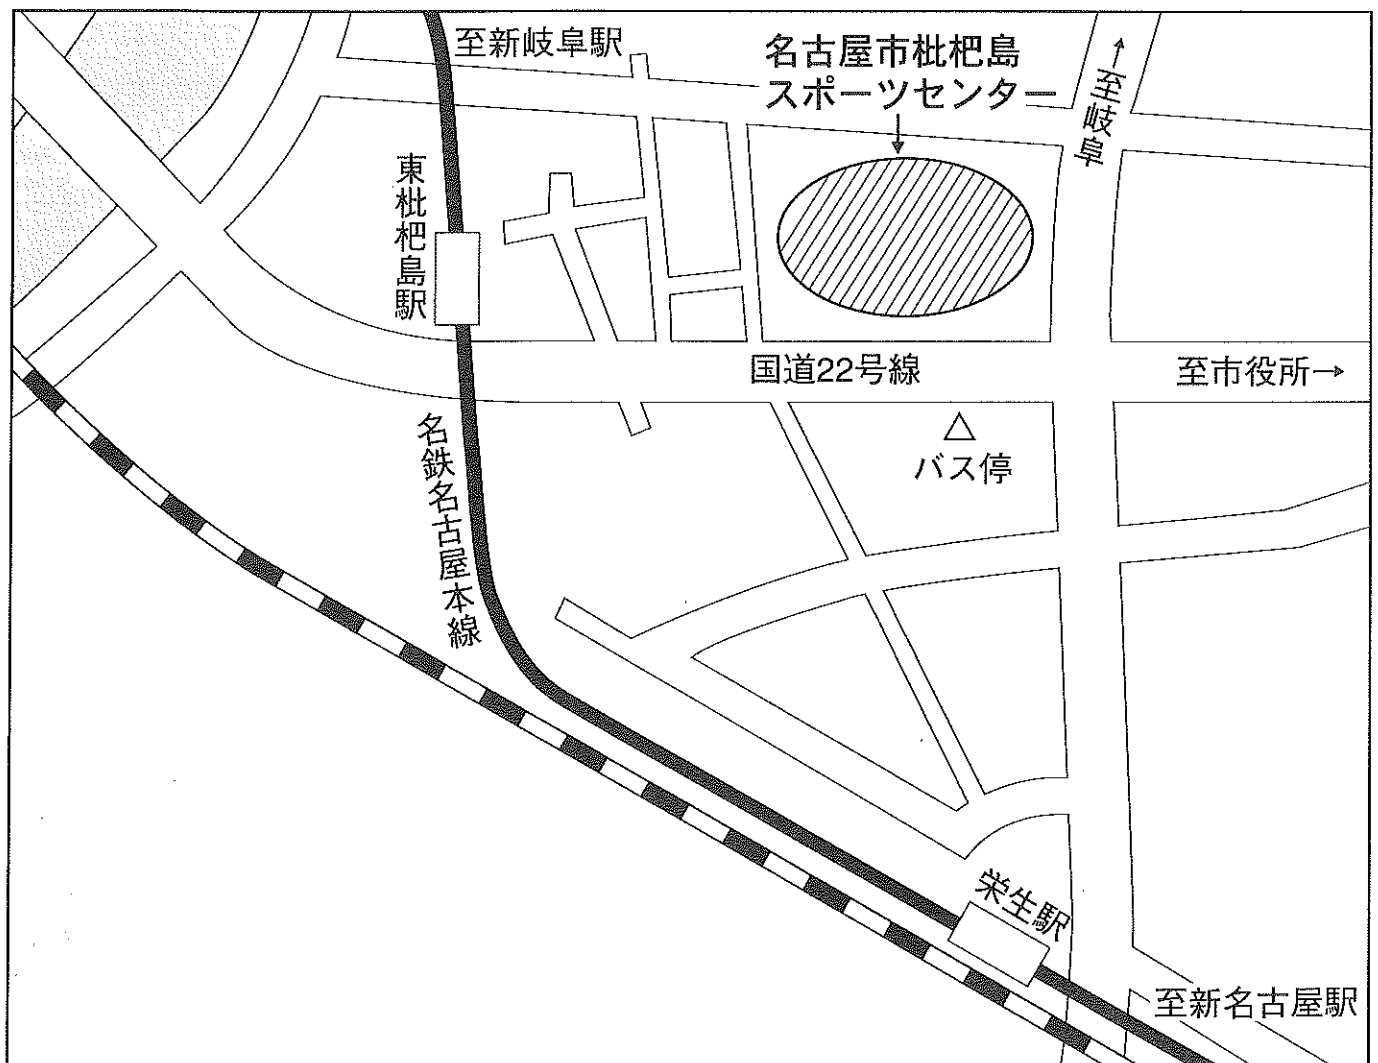 至新岐阜駅
名古屋市枇杷島
スポーツセンター
↑至岐阜
東枇杷島駅
国道22号線
至市役所→
バス停
名鉄名古屋本線
栄生駅
至新名古屋駅